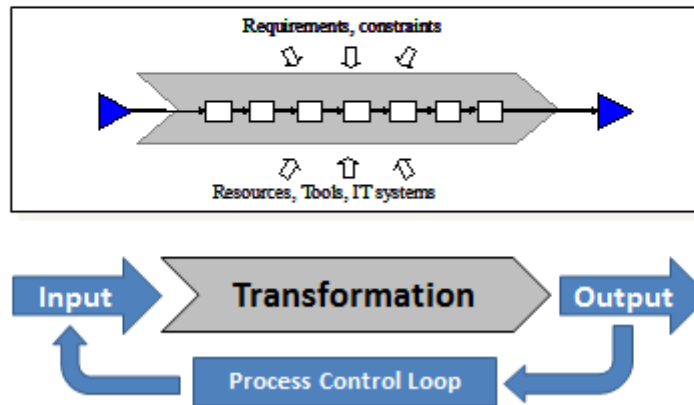 Requirements, constraints
Resources, Tools, IT systems
Input
Transformation
Output
Process Control Loop